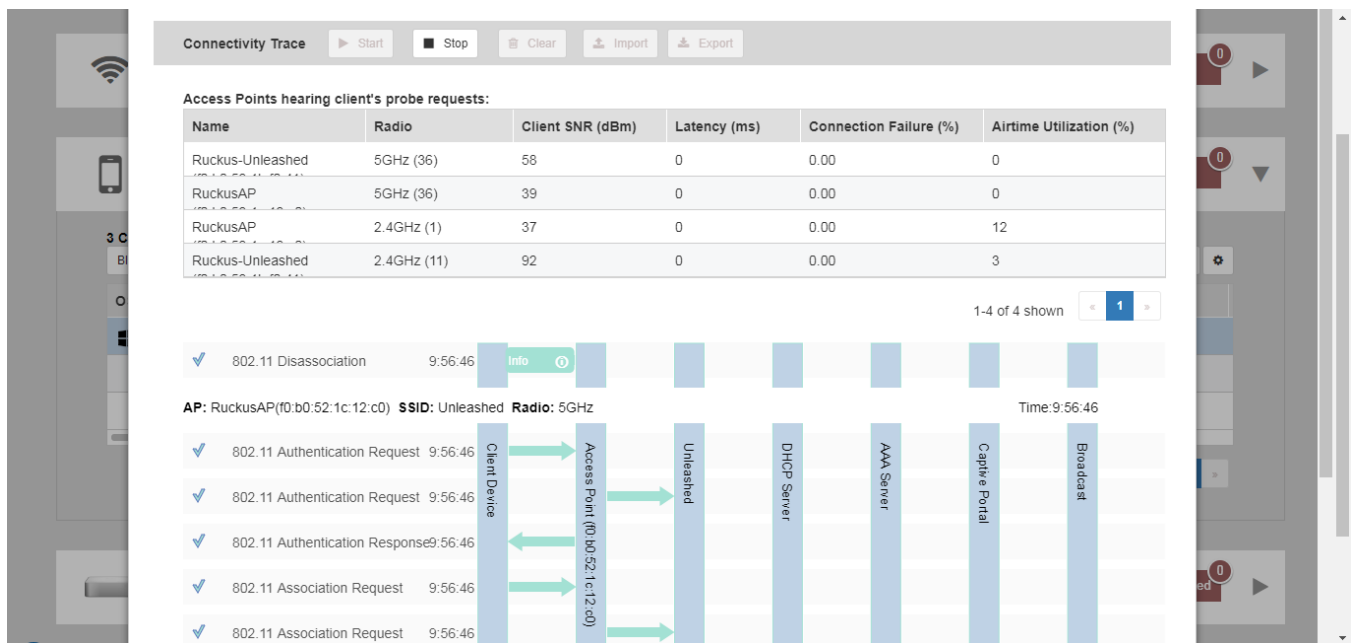 Connectivity Trace Start Stop Clear Import Export
0
Access Points hearing client's probe requests:
Name Radio Client SNR (dBm) Latency (ms) Connection Failure (%) Airtime Utilization (%)
Ruckus-Unleashed 5GHz (36) 58 0 0.00 0
0
RuckusAP 5GHz (36) 39 0 0.00 0
RuckusAP 2.4GHz (1) 37 0 0.00 12
3 C
Bl
Ruckus-Unleashed 2.4GHz (11) 92 0 0.00 3
O
1-4 of 4 shown « 1 »
802.11 Disassociation 9:56:46 Info
AP: RuckusAP(f0:b0:52:1c:12:c0) SSID: Unleashed Radio: 5GHz Time:9:56:46
Client Device
Access Point (f0:b0:52:1c:12:c0)
Unleashed
DHCP Server
AAA Server
Captive Portal
Broadcast
802.11 Authentication Request 9:56:46
802.11 Authentication Request 9:56:46
»
802.11 Authentication Response9:56:46
802.11 Association Request 9:56:46
0
ed
802.11 Association Request 9:56:46